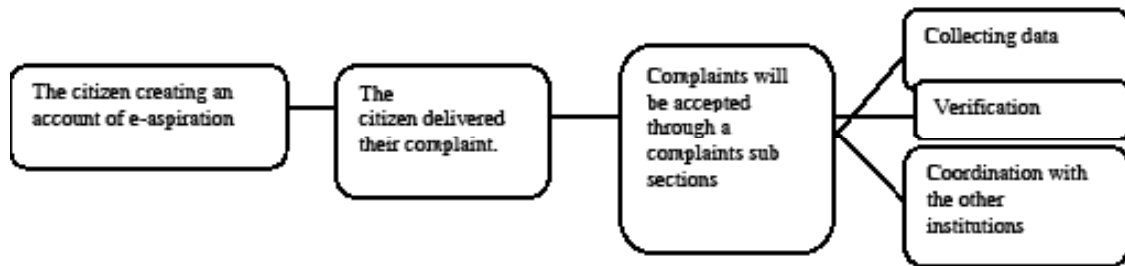 The citizen creating an
account of e-aspiration
The
citizen delivered
their complaint.
Complaints will
be accepted
through a
complaints sub
sections
Collecting data
Verification
Coordination with
the other
institutions